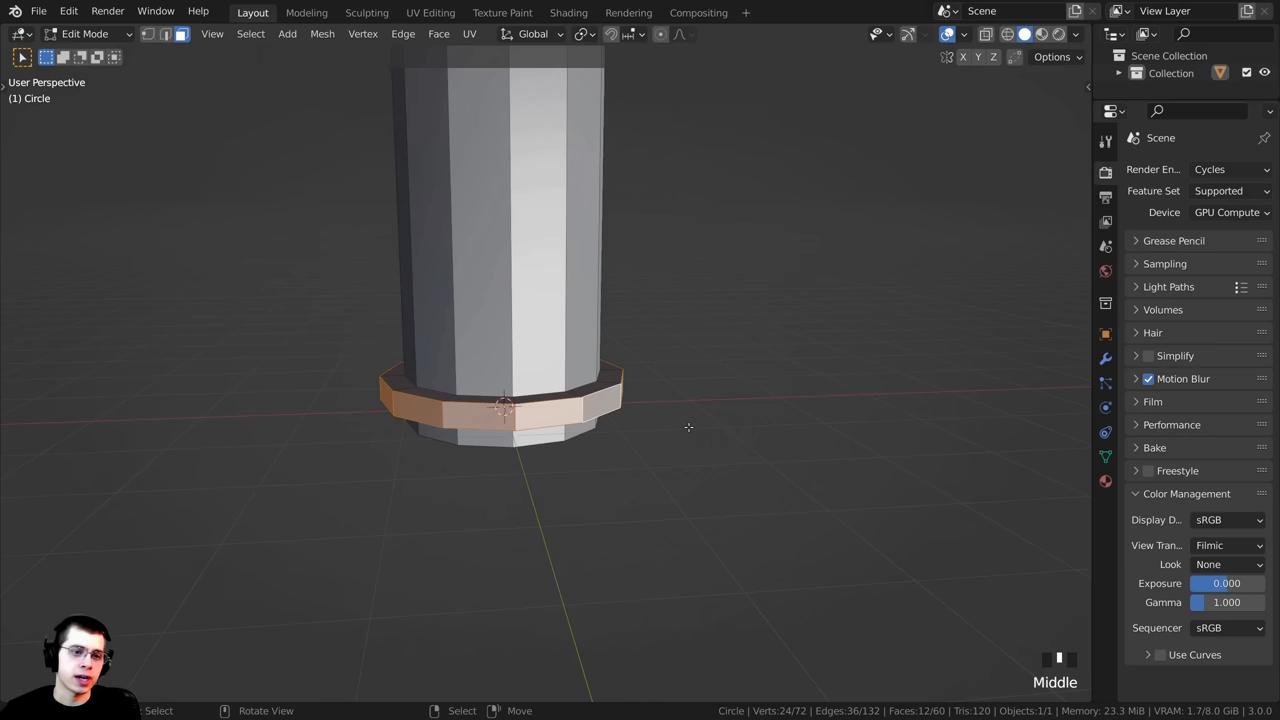 File Edit Render Window Help Layout Modeling Sculpting UV Editing Texture Paint Shading Rendering Compositing + Scene View Layer
Edit Mode View Select Add Mesh Vertex Edge Face UV Global
X Y Z Options
User Perspective
(1) Circle
Scene Collection
Collection
Scene
Render En... Cycles
Feature Set Supported
Device GPU Compute
Grease Pencil
Sampling
Light Paths
Volumes
Hair
Simplify
Motion Blur
Film
Performance
Bake
Freestyle
Color Management
Display D... sRGB
View Tran... Filmic
Look None
Exposure 0.000
Gamma 1.000
Sequencer sRGB
Use Curves
Middle
Select Rotate View Select Move Circle | Verts:24/72 | Edges:36/132 | Faces:12/60 | Tris:120 | Objects:1/1 | Memory: 23.3 MiB | VRAM: 1.7/8.0 GiB | 3.0.0